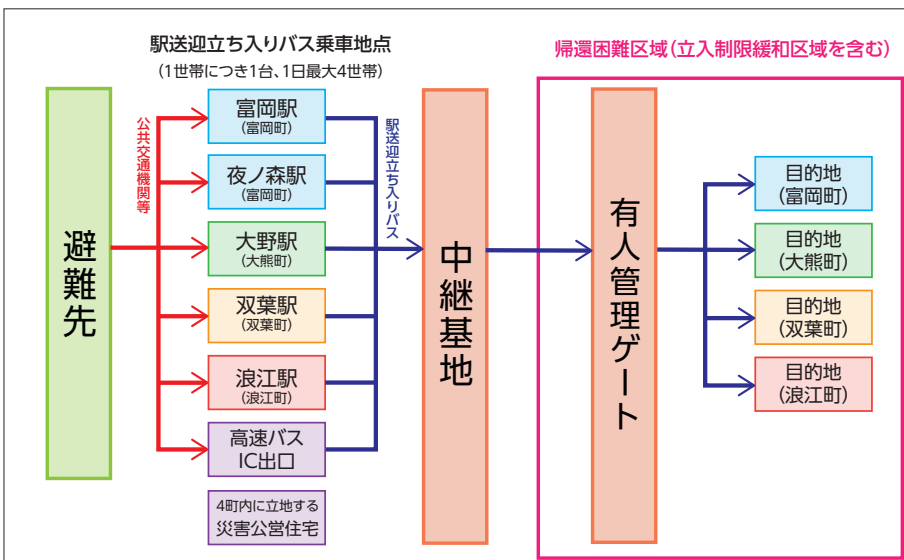 駅送迎立ち入りバス乗車地点
(1世帯につき1台、1日最大4世帯)
帰還困難区域(立入制限緩和区域を含む)
避難先
公共交通機関等
富岡駅
(富岡町)
夜ノ森駅
(富岡町)
大野駅
(大熊町)
双葉駅
(双葉町)
浪江駅
(浪江町)
高速バス
IC出口
4町内に立地する
災害公営住宅
駅送迎立ち入りバス
中継基地
有人管理ゲート
目的地
(富岡町)
目的地
(大熊町)
目的地
(双葉町)
目的地
(浪江町)